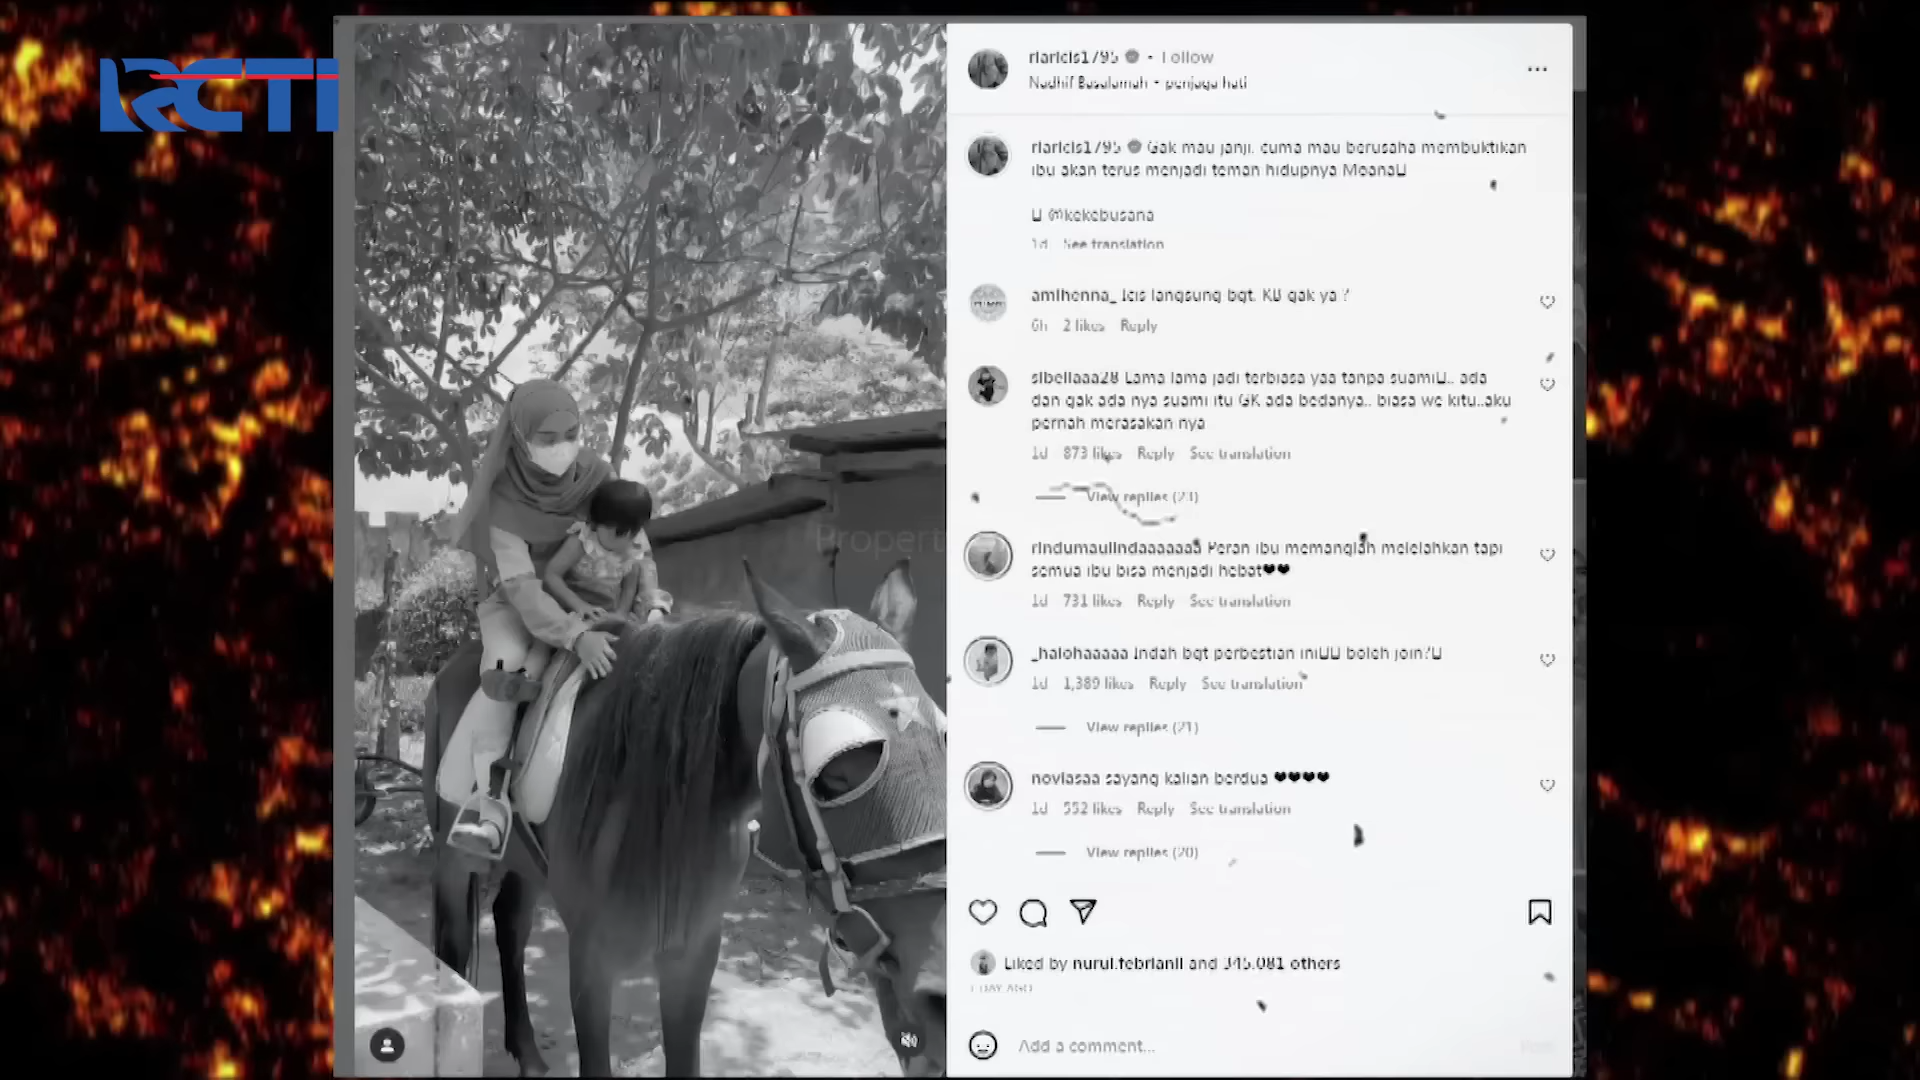 RCTI
riaricis1795 • Follow
Nadhif Basalamah • penjaga hati
riaricis1795 Gak mau janji. cuma mau berusaha membuktikan
ibu akan terus menjadi teman hidupnya Moana
@kekebusana
1d See translation
amihenna_ Icis langsung bgt. KB gak ya ?
6h 2 likes Reply
sibellaaa28 Lama lama jadi terbiasa yaa tanpa suami.. ada
dan gak ada nya suami itu GK ada bedanya.. biasa we kitu..aku
pernah merasakan nya
1d 873 likes Reply See translation
View replies (23)
rindumaulindaaaaaaa Peran ibu memanglah melelahkan tapi
semua ibu bisa menjadi hebat❤❤
1d 731 likes Reply See translation
_halohaaaaa Indah bgt perbestian ini boleh join?
1d 1,389 likes Reply See translation
View replies (21)
noviasaa sayang kalian berdua ❤❤❤❤
1d 552 likes Reply See translation
View replies (20)
Liked by nurul.febrianii and 345.081 others
1 DAY AGO
Add a comment...
Propert